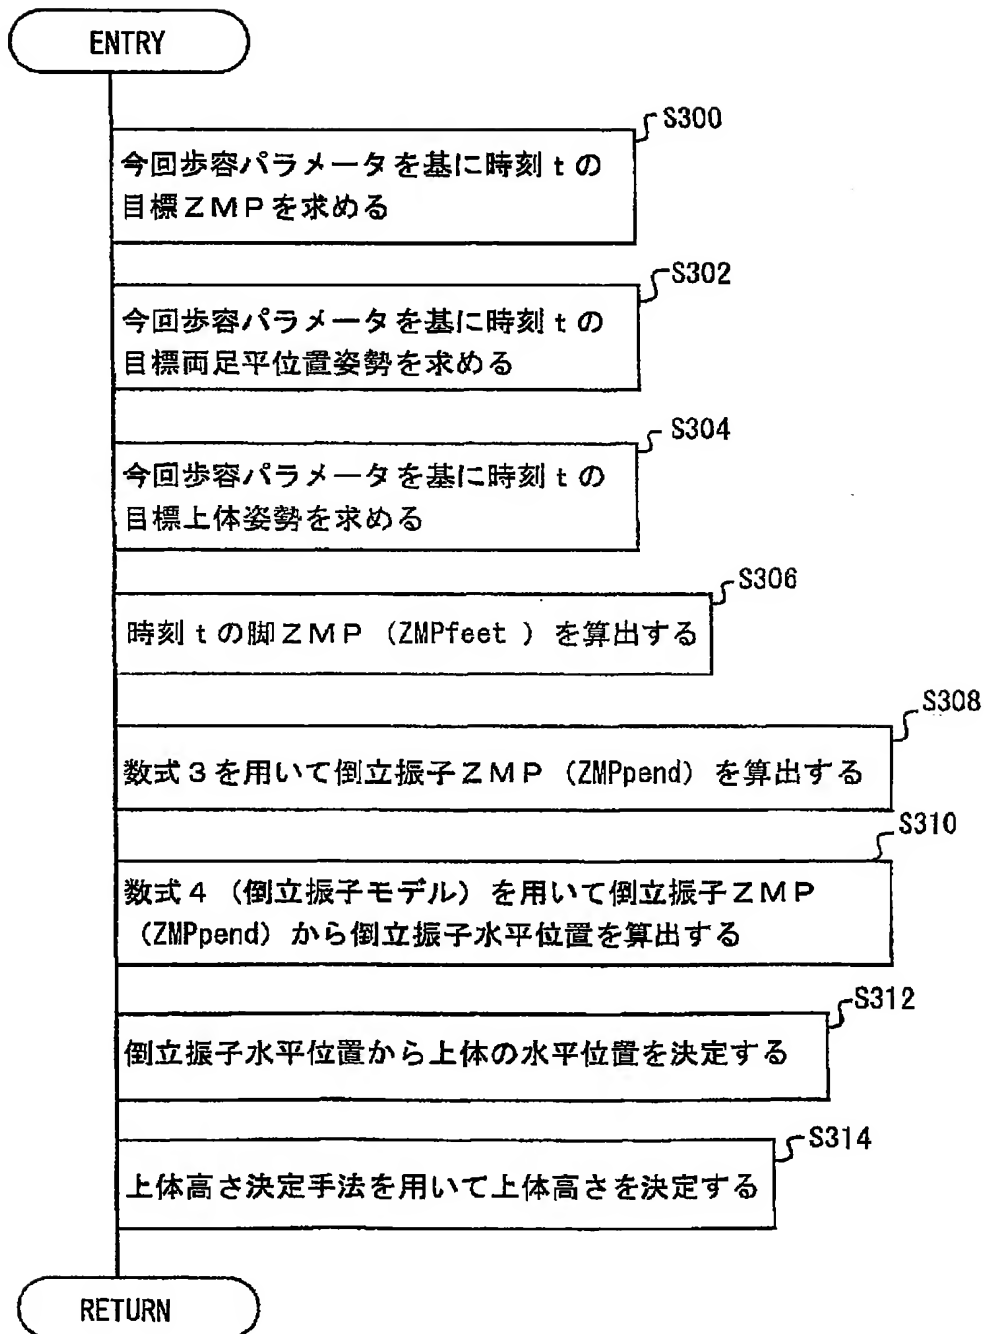 ENTRY
S300
今回歩容パラメータを基に時刻tの
目標ZMPを求める
S302
今回歩容パラメータを基に時刻tの
目標両足平位置姿勢を求める
S304
今回歩容パラメータを基に時刻tの
目標上体姿勢を求める
S306
時刻tの脚ZMP(ZMPfeet )を算出する
S308
数式3を用いて倒立振子ZMP(ZMPpend)を算出する
S310
数式4(倒立振子モデル)を用いて倒立振子ZMP
(ZMPpend)から倒立振子水平位置を算出する
S312
倒立振子水平位置から上体の水平位置を決定する
S314
上体高さ決定手法を用いて上体高さを決定する
RETURN